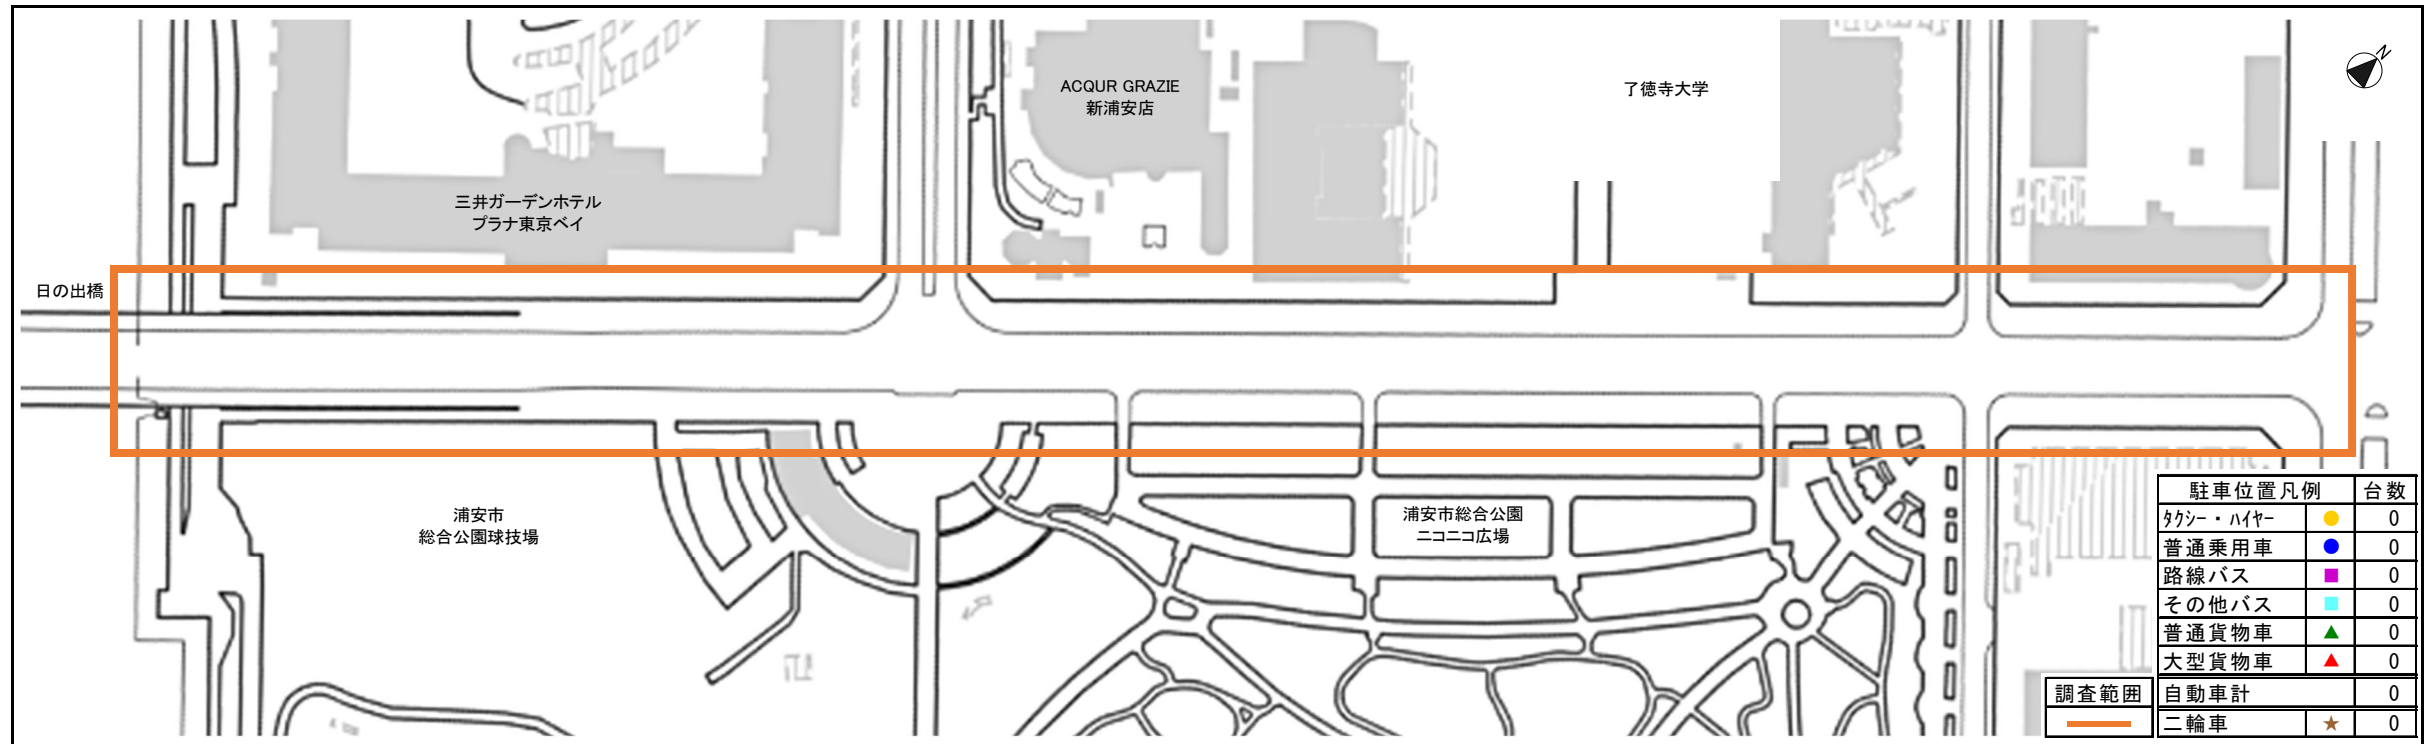 N
ACQUR GRAZIE
新浦安店
了徳寺大学
三井ガーデンホテル
プラナ東京ベイ
日の出橋
浦安市
総合公園球技場
浦安市総合公園
ニコニコ広場
駐車位置凡例 台数
ﾀｸｼｰ・ﾊｲﾔｰ ● 0
普通乗用車 ● 0
路線バス ■ 0
その他バス ■ 0
普通貨物車 ▲ 0
大型貨物車 ▲ 0
調査範囲 自動車計 0
二輪車 ★ 0